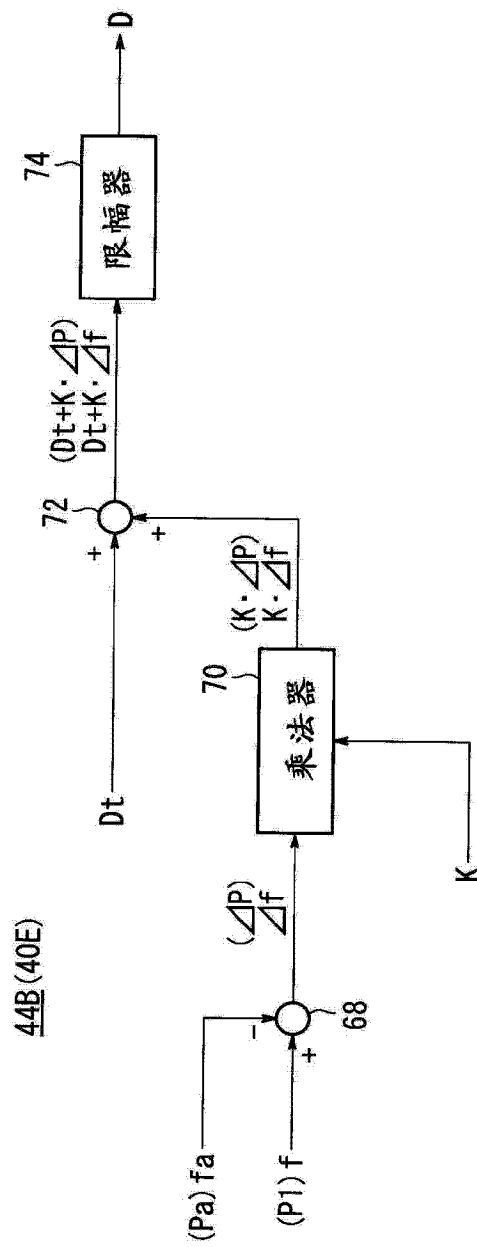 44B(40E)
(Pa)fa
(P1)f
-
+
68
(⊿P)
⊿f
K
70
乘法器
(K·⊿P)
K·⊿f
Dt
+
+
72
(Dt+K·⊿P)
Dt+K·⊿f
74
限幅器
D